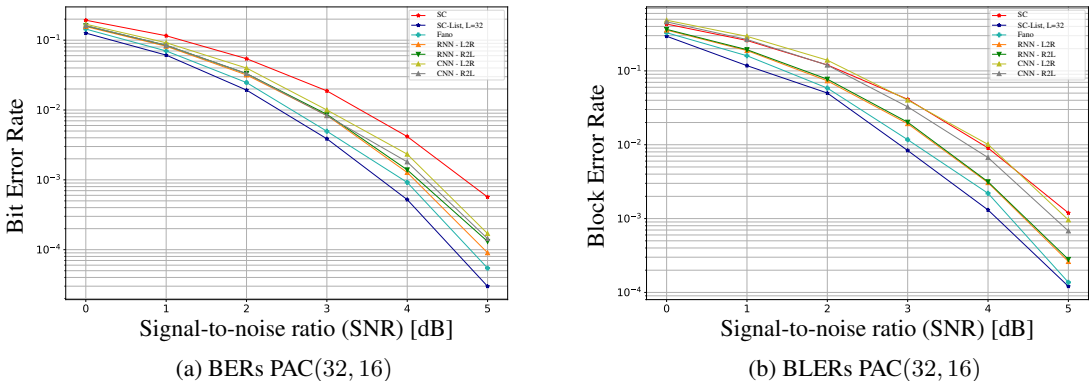 Bit Error Rate
10⁻¹
10⁻²
10⁻³
10⁻⁴
0 1 2 3 4 5
Signal-to-noise ratio (SNR) [dB]
SC
SC-List, L=32
Fano
RNN - L2R
RNN - R2L
CNN - L2R
CNN - R2L
(a) BERs PAC(32, 16)
Block Error Rate
10⁻¹
10⁻²
10⁻³
10⁻⁴
0 1 2 3 4 5
Signal-to-noise ratio (SNR) [dB]
SC
SC-List, L=32
Fano
RNN - L2R
RNN - R2L
CNN - L2R
CNN - R2L
(b) BLERs PAC(32, 16)